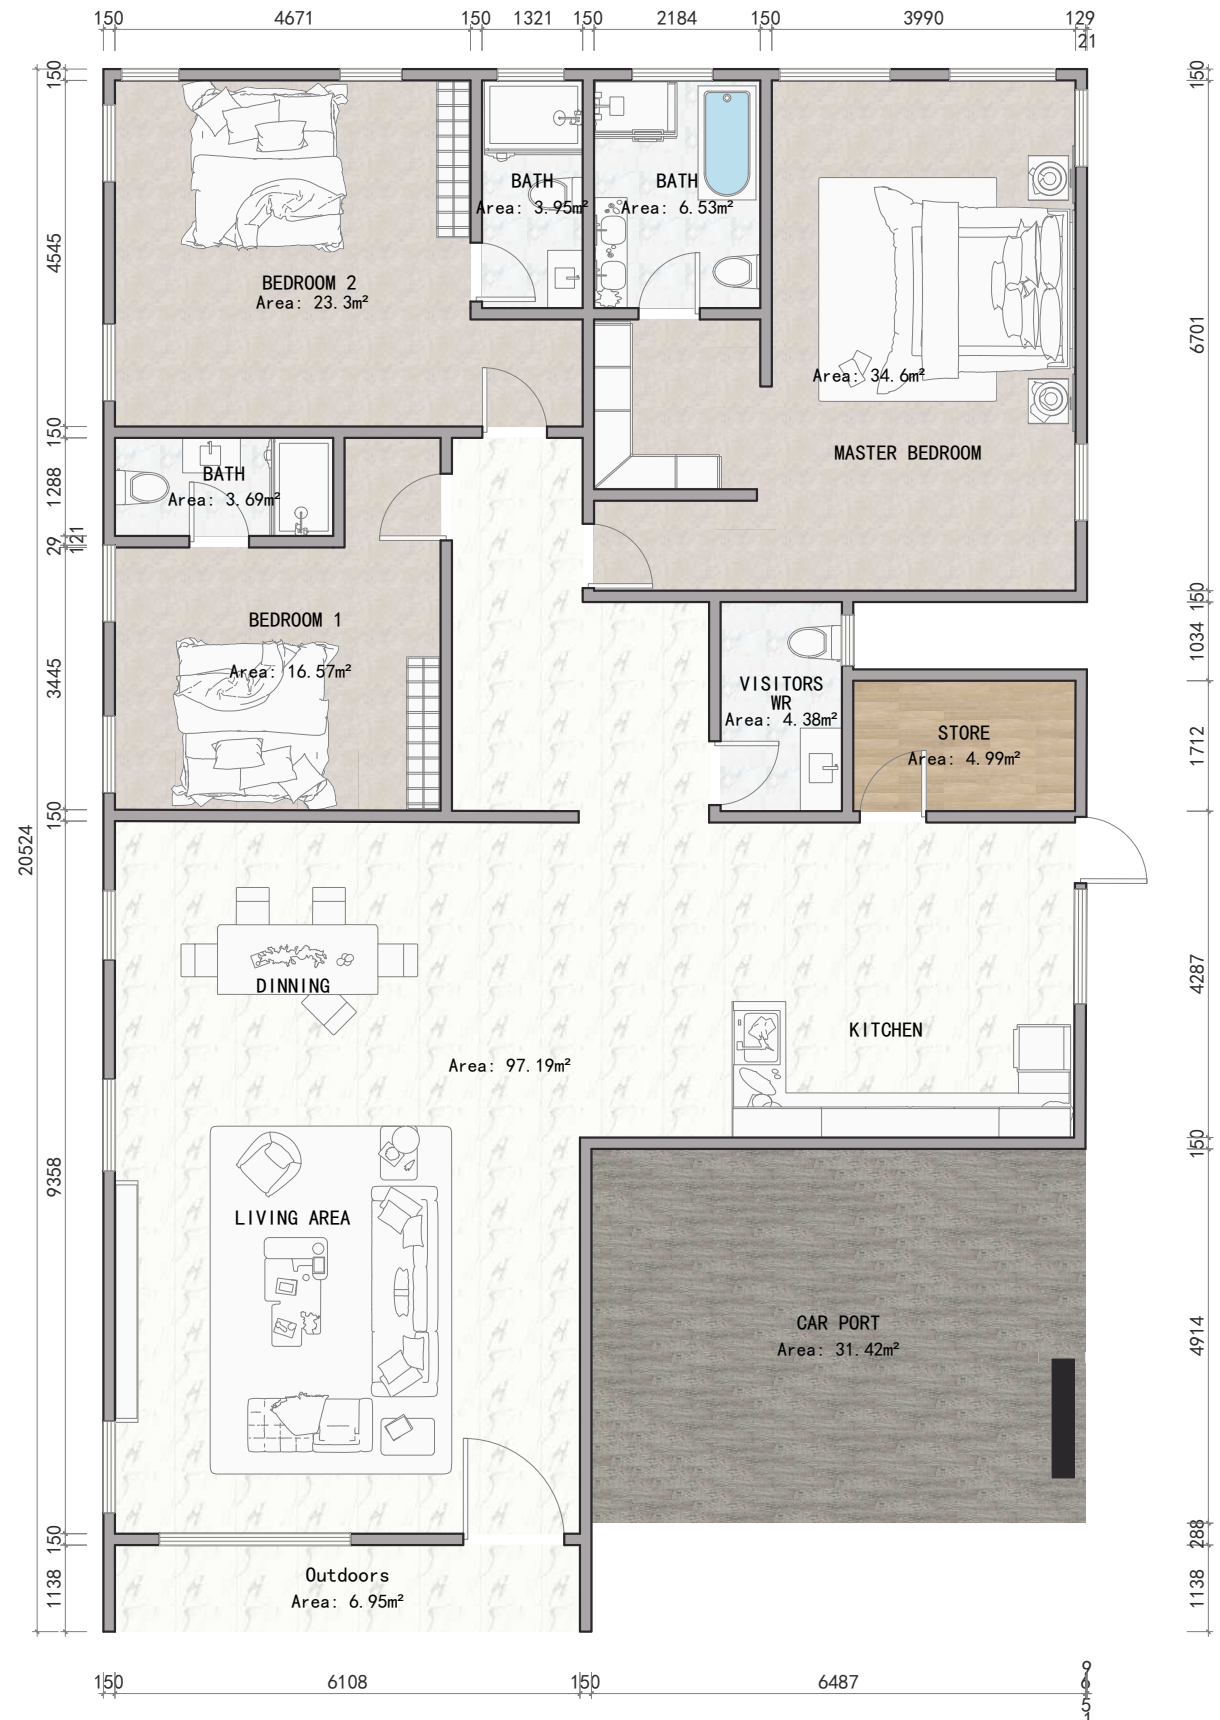 150 4671 150 1321 150 2184 150 3990 129
21
150
4545
150
1288
29
121
3445
150
20524
9358
150
1138
150
6701
150
1034
1712
4287
150
4914
288
1138
BATH
Area: 3.95m²
BATH
Area: 6.53m²
BEDROOM 2
Area: 23.3m²
Area: 34.6m²
MASTER BEDROOM
BATH
Area: 3.69m²
BEDROOM 1
Area: 16.57m²
VISITORS
WR
Area: 4.38m²
STORE
Area: 4.99m²
DINNING
KITCHEN
Area: 97.19m²
LIVING AREA
CAR PORT
Area: 31.42m²
Outdoors
Area: 6.95m²
150 6108 150 6487